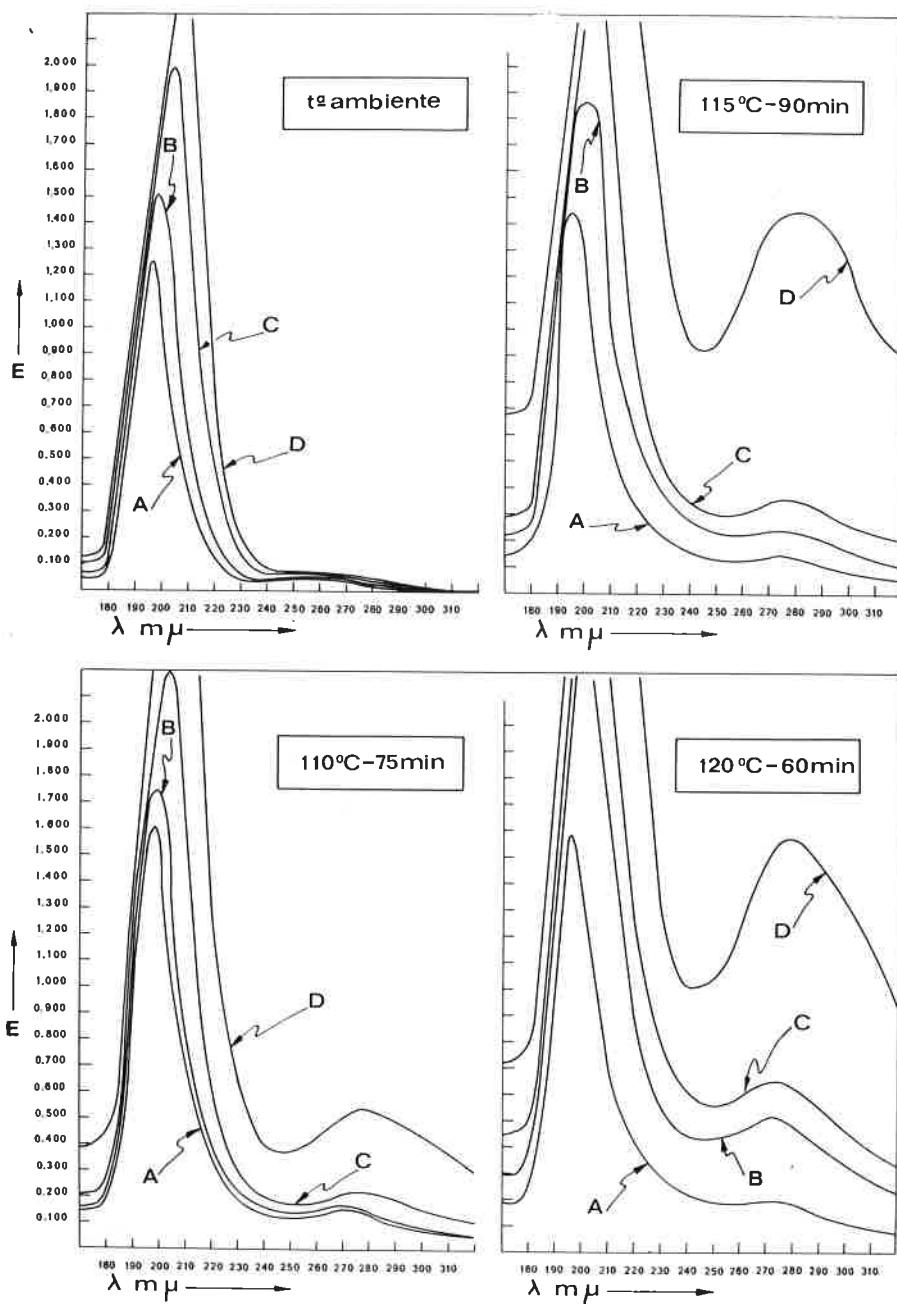 tª ambiente
2,000
1,900
1,800
1,700
1,600
1,500
1,400
1,300
1,200
1,100
1,000
0,900
0,800
0,700
0,600
0,500
0,400
0,300
0,200
0,100
E
B
C
D
A
180 190 200 210 220 230 240 250 260 270 280 290 300 310
λ mμ
115ºC-90min
B
D
C
A
180 190 200 210 220 230 240 250 260 270 280 290 300 310
λ mμ
110ºC-75min
2.000
1.900
1.800
1.700
1.600
1.500
1.400
1.300
1.200
1.100
1.000
0.900
0.800
0.700
0.600
0.500
0.400
0.300
0.200
0.100
E
B
D
C
A
180 190 200 210 220 230 240 250 260 270 280 290 300 310
λ mμ
120ºC-60min
D
C
B
A
180 190 200 210 220 230 240 250 260 270 280 290 300 310
λ mμ